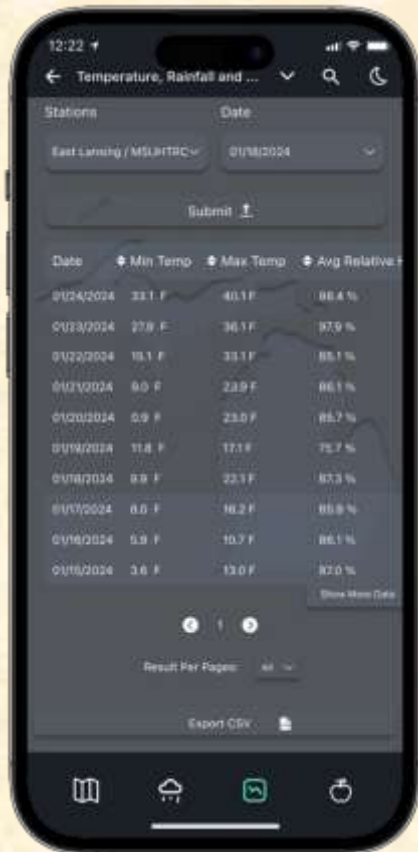 12:22
Temperature, Rainfall and ...
Stations Date
East Lansing / MSUHTRC 01/18/2024
Submit
Date Min Temp Max Temp Avg Relative H
01/24/2024 33.1 F 40.1 F 98.4 %
01/23/2024 27.9 F 36.1 F 97.9 %
01/22/2024 33.1 F 85.1 %
01/21/2024 9.0 F 23.9 F 86.1 %
01/20/2024 0.9 F 23.0 F 85.7 %
01/19/2024 11.8 F 17.1 F 75.7 %
01/18/2024 9.9 F 22.1 F 87.3 %
01/17/2024 8.0 F 16.2 F 85.9 %
01/16/2024 5.9 F 10.7 F 86.1 %
01/15/2024 3.6 F 13.0 F 87.0 %
Show More Data
1
Result Per Pages: All
Export CSV